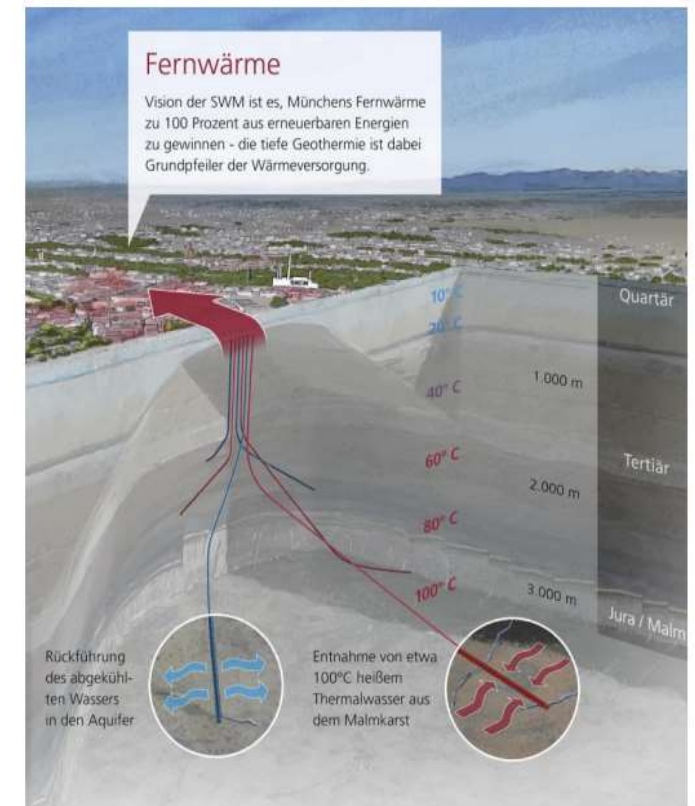 Fernwärme
Vision der SWM ist es, Münchens Fernwärme
zu 100 Prozent aus erneuerbaren Energien
zu gewinnen - die tiefe Geothermie ist dabei
Grundpfeiler der Wärmeversorgung.
10° C
Quartär
20° C
1.000 m
40° C
60° C
Tertiär
2.000 m
80° C
100° C
3.000 m
Jura / Malm
Rückführung
des abgekühl-
ten Wassers
in den Aquifer
Entnahme von etwa
100°C heißem
Thermalwasser aus
dem Malmkarst